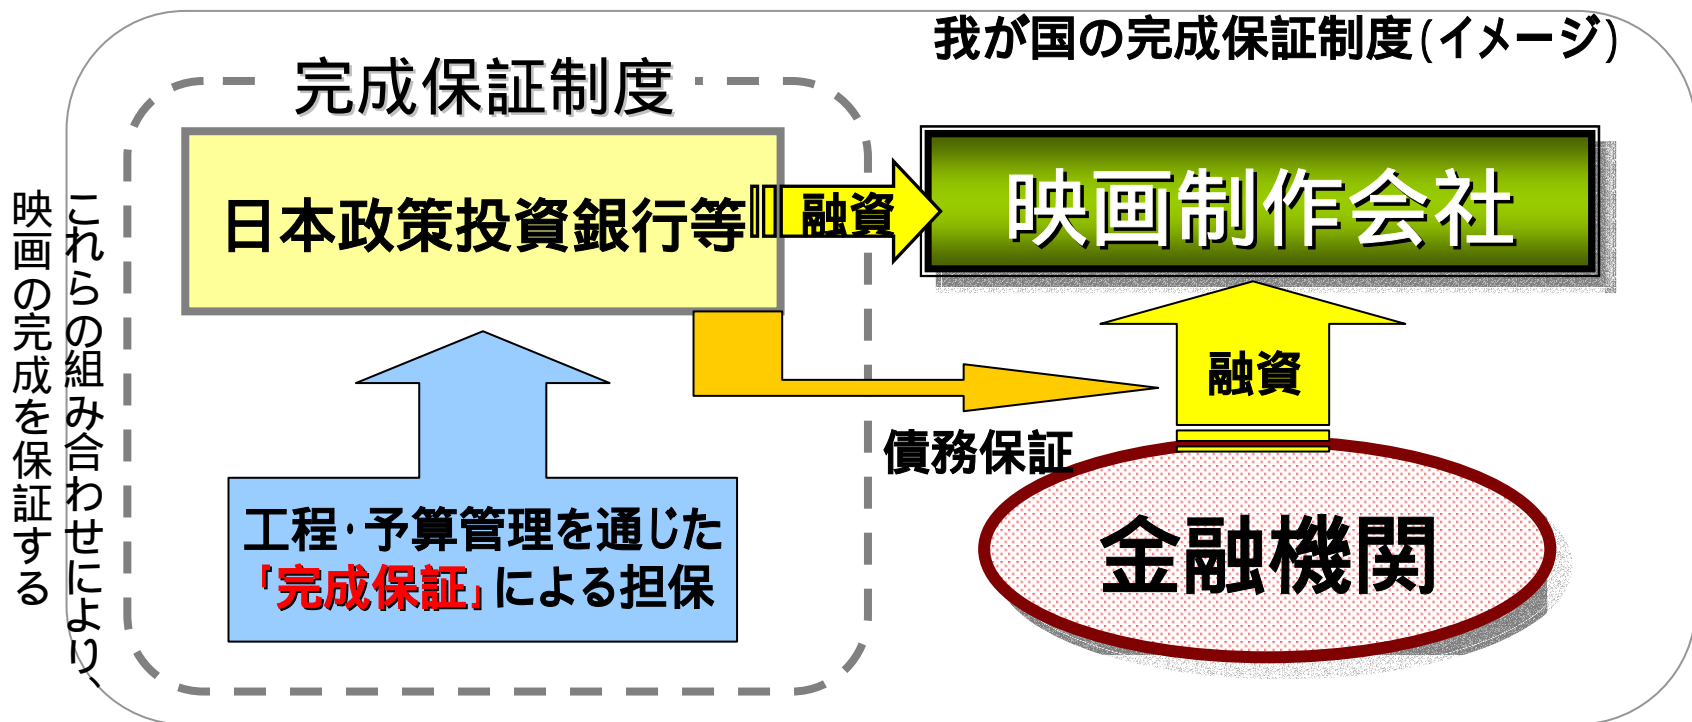 我が国の完成保証制度(イメージ)
完成保証制度
日本政策投資銀行等
融資
映画制作会社
これらの組み合わせにより、
映画の完成を保証する
融資
債務保証
工程・予算管理を通じた
「完成保証」による担保
金融機関